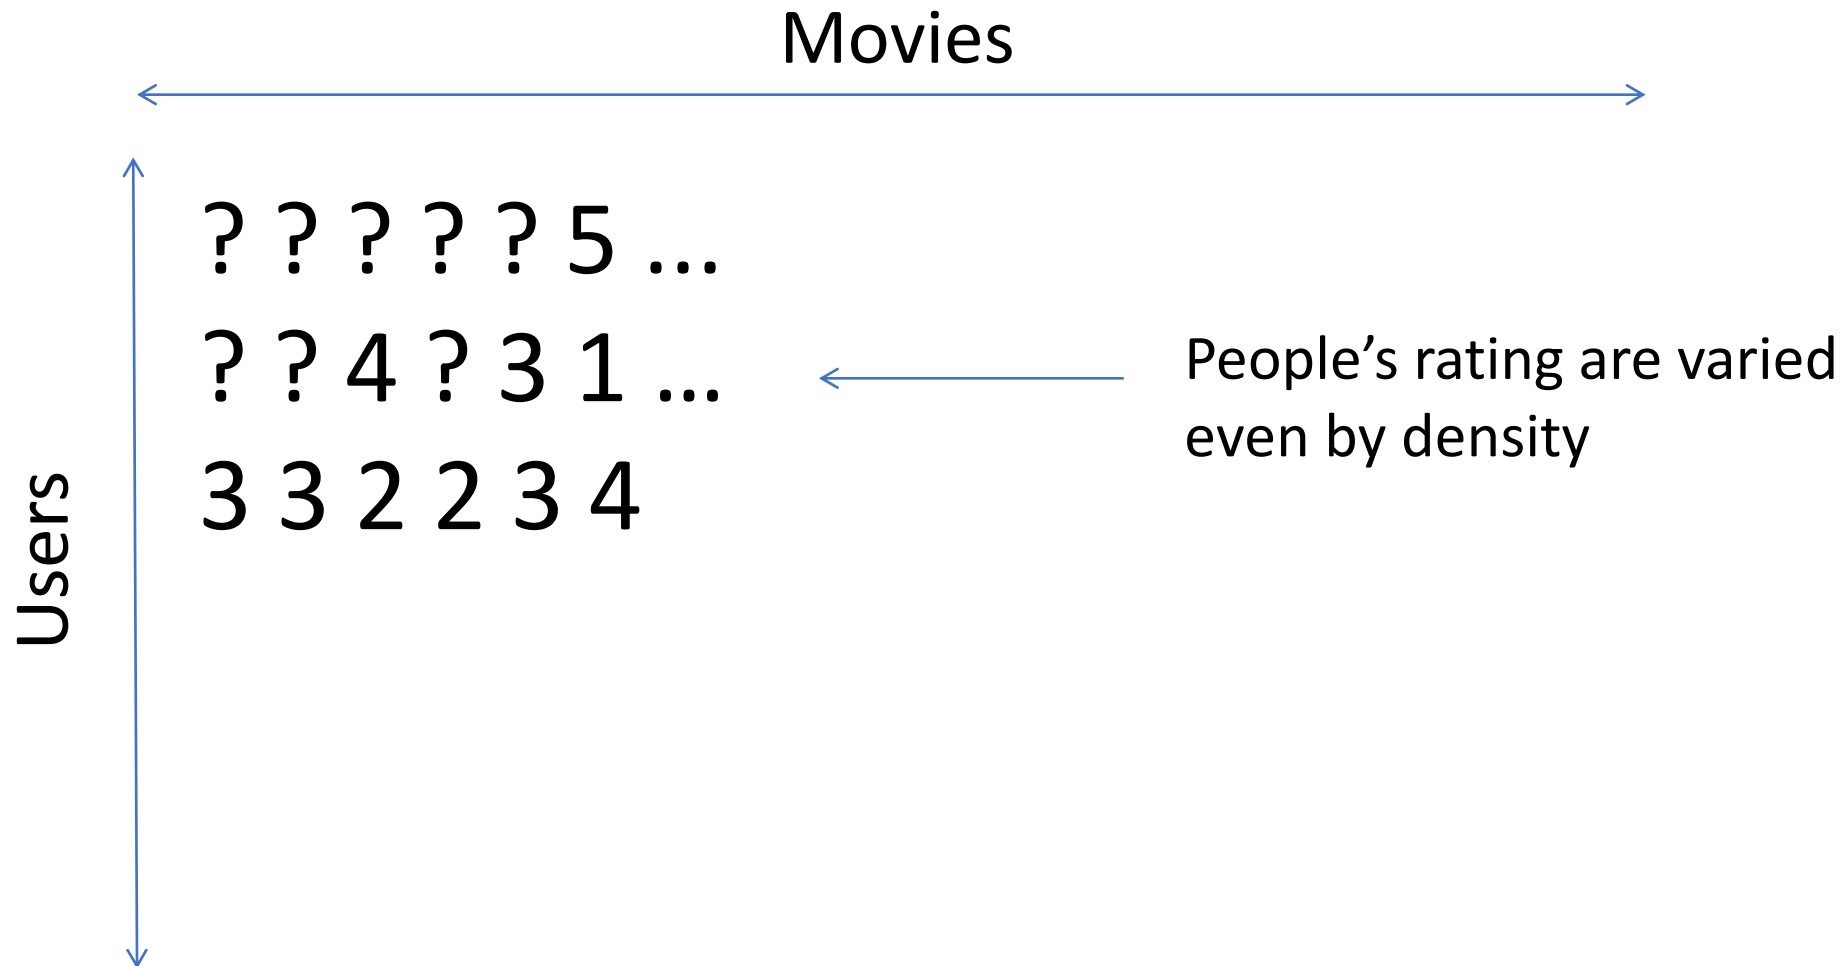 Movies
? ? ? ? ? 5 ...
? ? 4 ? 3 1 ...
3 3 2 2 3 4
Users
People’s rating are varied
even by density